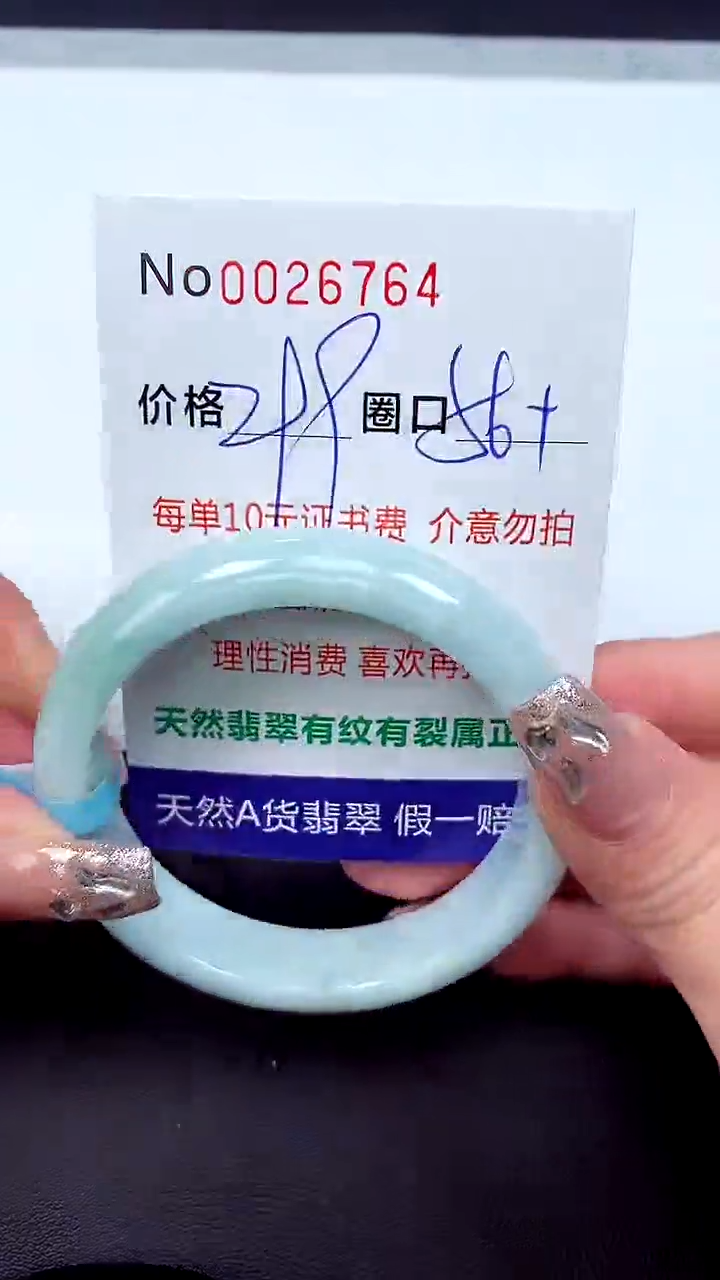 No0026764
价格 248 圈口 56+
每单10元证书费 介意勿拍
理性消费 喜欢再
天然翡翠有纹有裂属正
天然A货翡翠 假一赔